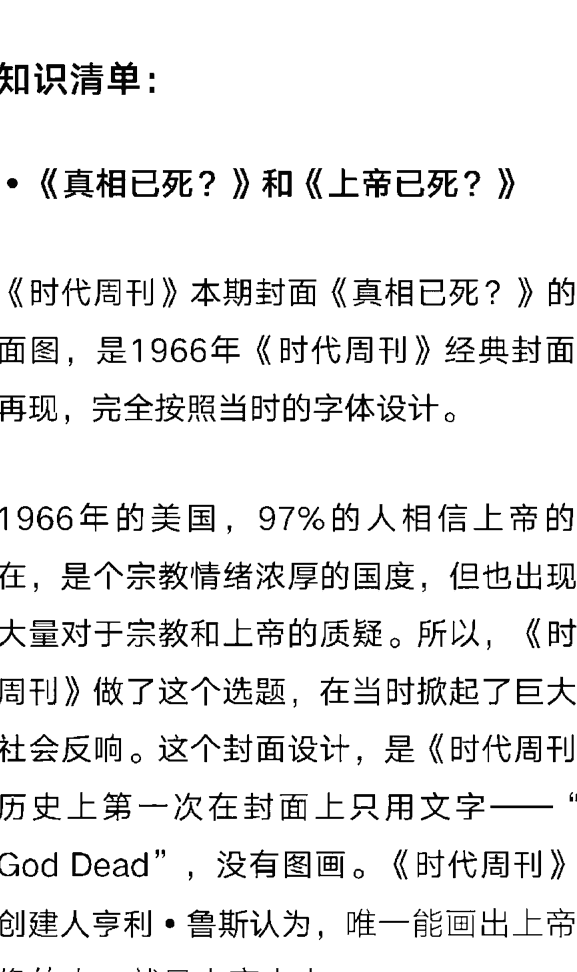 知识清单：
•《真相已死？》和《上帝已死？》
《时代周刊》本期封面《真相已死？》的
面图，是1966年《时代周刊》经典封面
再现，完全按照当时的字体设计。
1966年的美国，97%的人相信上帝的
在，是个宗教情绪浓厚的国度，但也出现
大量对于宗教和上帝的质疑。所以，《时
周刊》做了这个选题，在当时掀起了巨大
社会反响。这个封面设计，是《时代周刊
历史上第一次在封面上只用文字——“
God Dead”，没有图画。《时代周刊》
创建人亨利•鲁斯认为，唯一能画出上帝